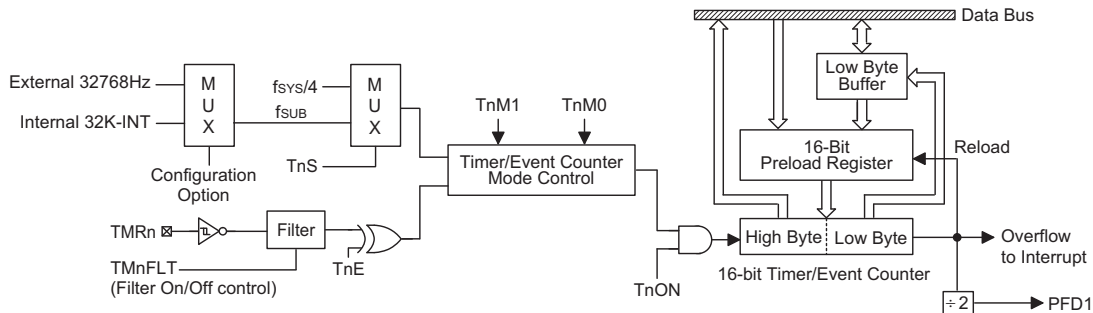 Data Bus
External 32768Hz
Internal 32K-INT
M
U
X
Configuration
Option
fSYS/4
fSUB
M
U
X
TnS
TnM1
TnM0
Timer/Event Counter
Mode Control
Low Byte
Buffer
16-Bit
Preload Register
Reload
TMRn
Filter
TMnFLT
(Filter On/Off control)
TnE
TnON
High Byte
Low Byte
16-bit Timer/Event Counter
Overflow
to Interrupt
÷2
PFD1